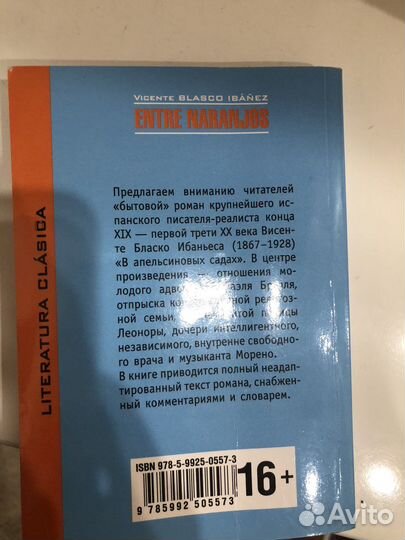 Vicente BLASCO IBÁÑEZ
ENTRE NARANJOS
Предлагаем вниманию читателей
«бытовой» роман крупнейшего ис-
панского писателя-реалиста конца
XIX — первой трети XX века Висен-
те Бласко Ибаньеса (1867–1928)
«В апельсиновых садах». В центре
произведения — отношения мо-
лодого
отпрыска
семьи
Леоноры, дочери интеллигентного,
независимого, внутренне свободно-
го врача и музыканта Морено.
В книге приводится полный неадап-
тированный текст романа, снабжен-
ный комментариями и словарем.
LITERATURA CLÁSICA
ISBN 978-5-9925-0557-3
9 785992 505573
16+
Avito